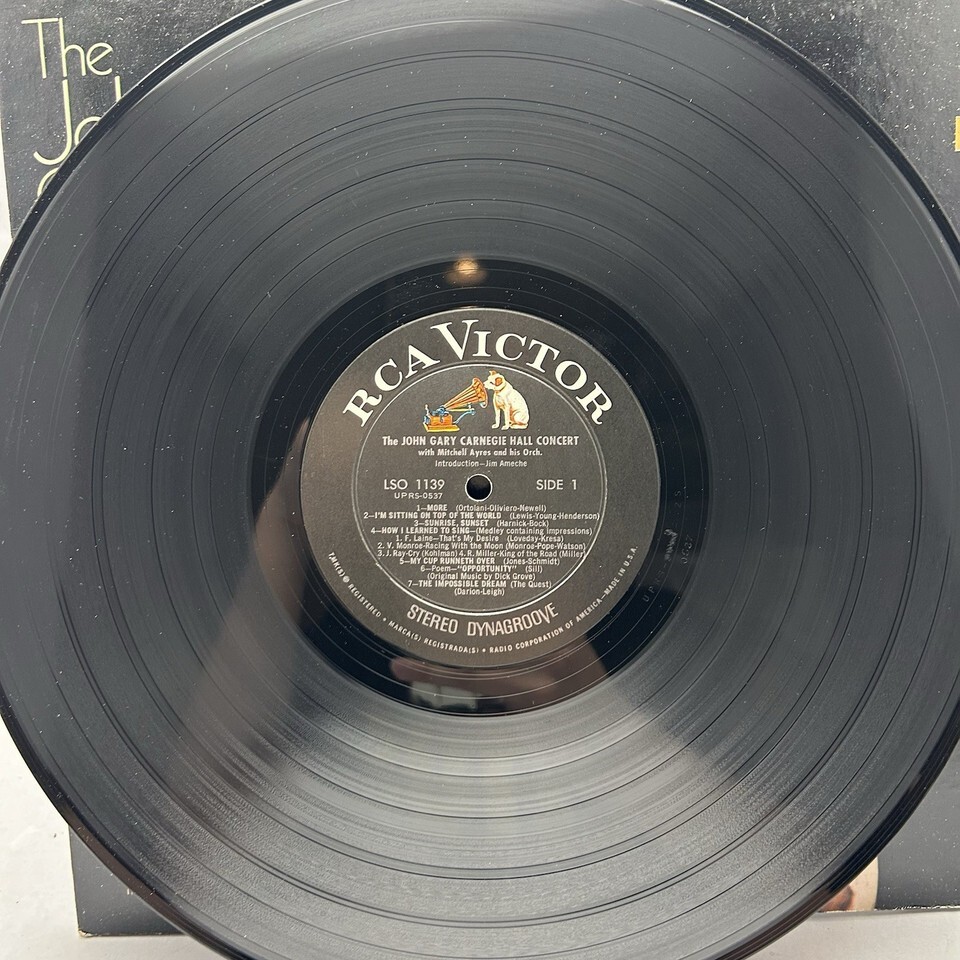 The
RCA VICTOR
The JOHN GARY CARNEGIE HALL CONCERT
with Mitchell Ayres and his Orch.
Introduction—Jim Ameche
LSO 1139 SIDE 1
UPRS-0537
1—MORE (Ortolani-Oliviero-Newell)
2—I'M SITTING ON TOP OF THE WORLD (Lewis-Young-Henderson)
3—SUNRISE, SUNSET (Harnick-Bock)
4—HOW I LEARNED TO SING—(Medley containing impressions)
1. F. Laine—That's My Desire (Loveday-Kresa)
2. V. Monroe-Racing With the Moon (Monroe-Pope-Watson)
3. J. Ray-Cry (Kohlman) 4. R. Miller-King of the Road (Miller)
5—MY CUP RUNNETH OVER (Jones-Schmidt)
6—Poem—"OPPORTUNITY" (Sill)
(Original Music by Dick Grove)
7—THE IMPOSSIBLE DREAM (The Quest)
(Darion-Leigh)
STEREO DYNAGROOVE
TMK(S) ® REGISTERED • MARCA(S) REGISTRADA(S) • RADIO CORPORATION OF AMERICA—MADE IN U.S.A.